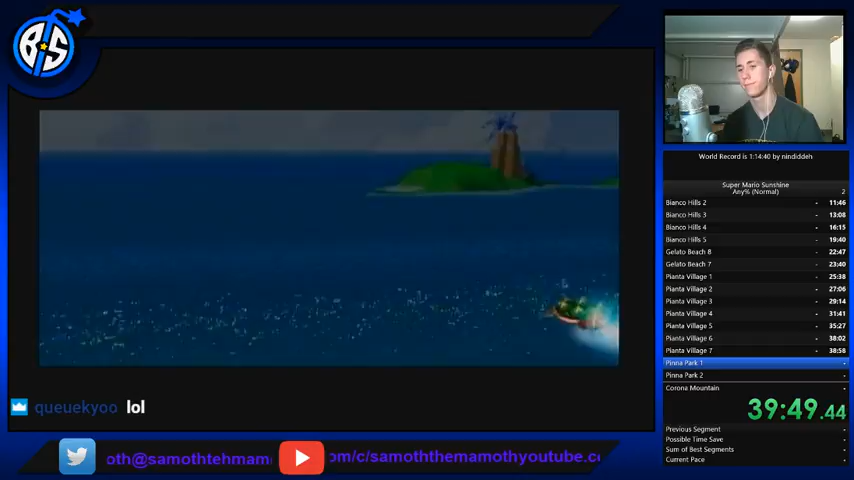 BS
World Record is 1:14:40 by nindiddeh
Super Mario Sunshine
Any% (Normal) 2
Bianco Hills 2 - 11:46
Bianco Hills 3 - 13:08
Bianco Hills 4 - 16:15
Bianco Hills 5 - 19:40
Gelato Beach 8 - 22:47
Gelato Beach 7 - 23:40
Pianta Village 1 - 25:38
Pianta Village 2 - 27:06
Pianta Village 3 - 29:14
Pianta Village 4 - 31:41
Pianta Village 5 - 35:27
Pianta Village 6 - 38:02
Pianta Village 7 - 38:58
Pinna Park 1 -
Pinna Park 2 -
Corona Mountain -
39:49.44
Previous Segment -
Possible Time Save -
Sum of Best Segments -
Current Pace -
queuekyoo lol
oth@samothtehmam
om/c/samoththemamothyoutube.c